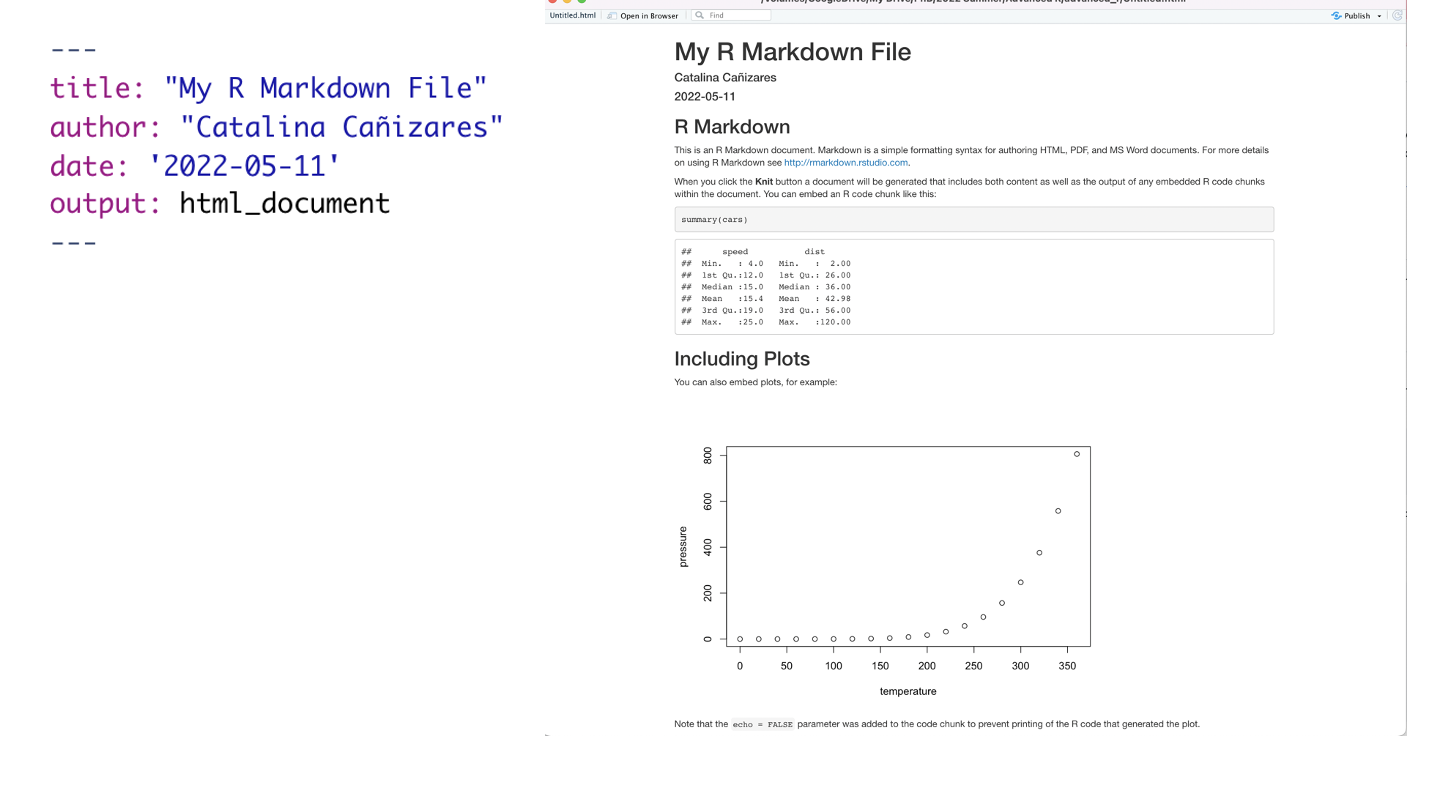 ---
title: "My R Markdown File"
author: "Catalina Cañizares"
date: '2022-05-11'
output: html_document
---
Untitled.html Open in Browser Find Publish
My R Markdown File
Catalina Cañizares
2022-05-11
R Markdown
This is an R Markdown document. Markdown is a simple formatting syntax for authoring HTML, PDF, and MS Word documents. For more details
on using R Markdown see http://rmarkdown.rstudio.com.
When you click the Knit button a document will be generated that includes both content as well as the output of any embedded R code chunks
within the document. You can embed an R code chunk like this:
summary(cars)
##      speed           dist
##  Min.   : 4.0   Min.   :  2.00
##  1st Qu.:12.0   1st Qu.: 26.00
##  Median :15.0   Median : 36.00
##  Mean   :15.4   Mean   : 42.98
##  3rd Qu.:19.0   3rd Qu.: 56.00
##  Max.   :25.0   Max.   :120.00
Including Plots
You can also embed plots, for example:
800
600
400
200
0
pressure
0 50 100 150 200 250 300 350
temperature
Note that the echo = FALSE parameter was added to the code chunk to prevent printing of the R code that generated the plot.